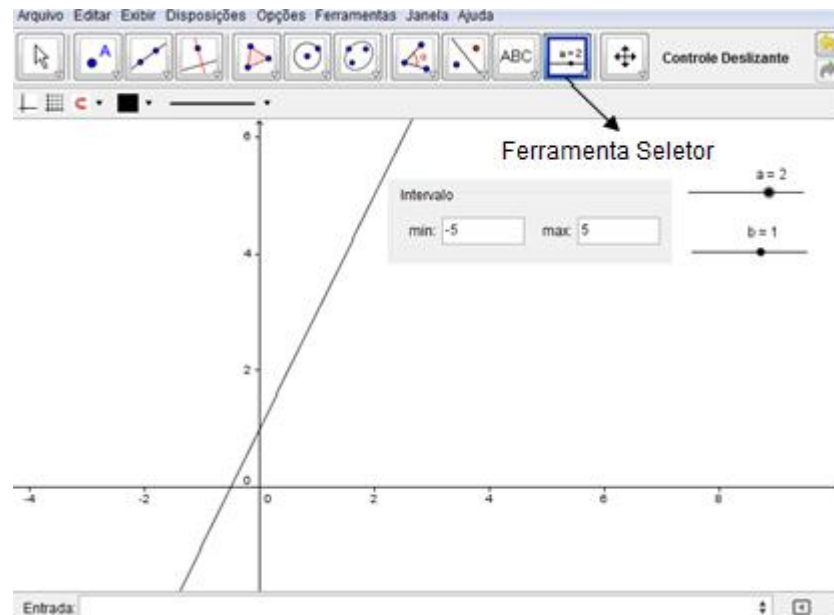 Arquivo Editar Exibir Disposições Opções Ferramentas Janela Ajuda
A
ABC
a=2
Controle Deslizante
Ferramenta Seletor
Intervalo
min: -5 max: 5
a = 2
b = 1
6
4
2
0
-4 -2 0 2 4 6 8
Entrada: